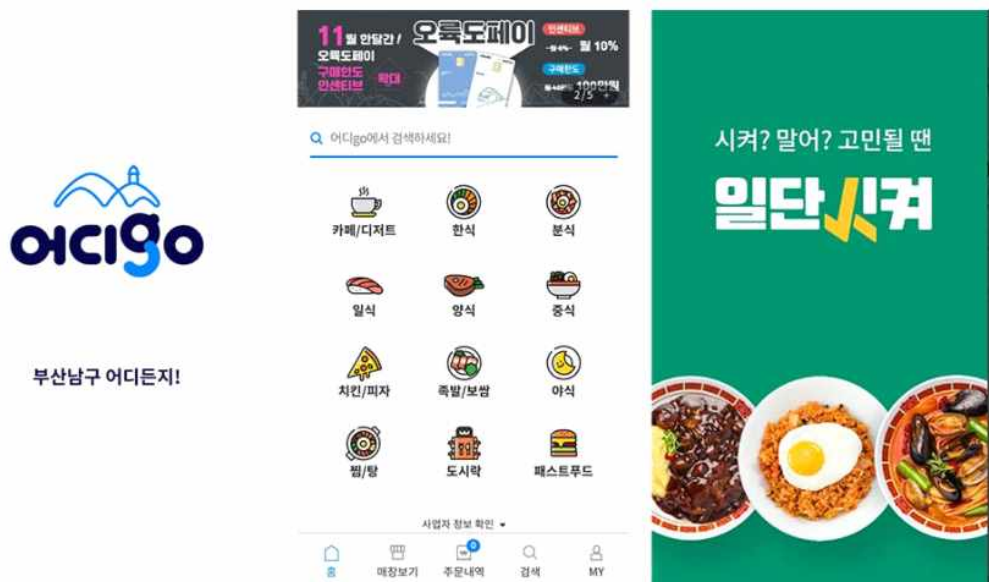 어디go
부산남구 어디든지!
11월 한달간!
오륙도페이
구매한도
인센티브
확대
오륙도페이
인센티브
월 10%
구매한도
100만원
2/5 +
어디go에서 검색하세요!
카페/디저트
한식
분식
일식
양식
중식
치킨/피자
족발/보쌈
야식
찜/탕
도시락
패스트푸드
사업자 정보 확인
0
홈
매장보기
주문내역
검색
MY
시켜? 말어? 고민될 땐
일단시켜